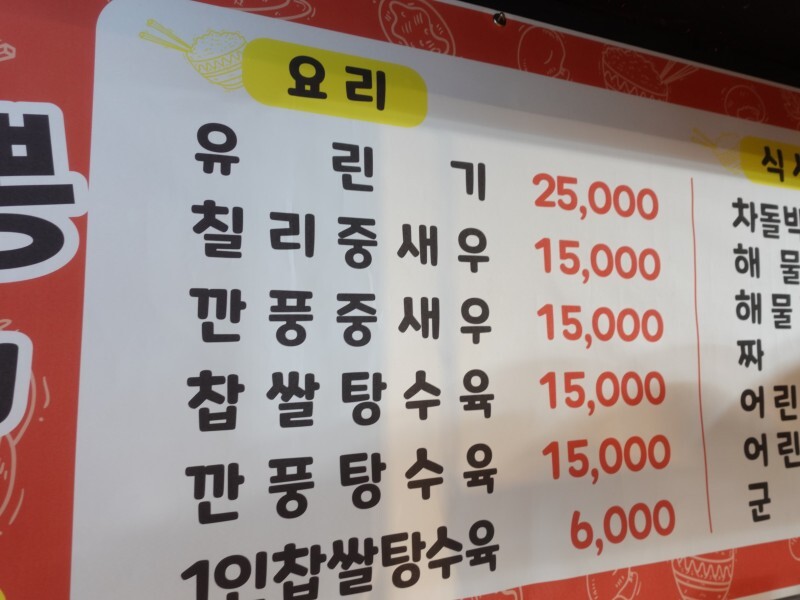 요리
유린기 25,000
칠리중새우 15,000
깐풍중새우 15,000
찹쌀탕수육 15,000
깐풍탕수육 15,000
1인찹쌀탕수육 6,000
차돌
해물
해물
짜
어린
어린
군